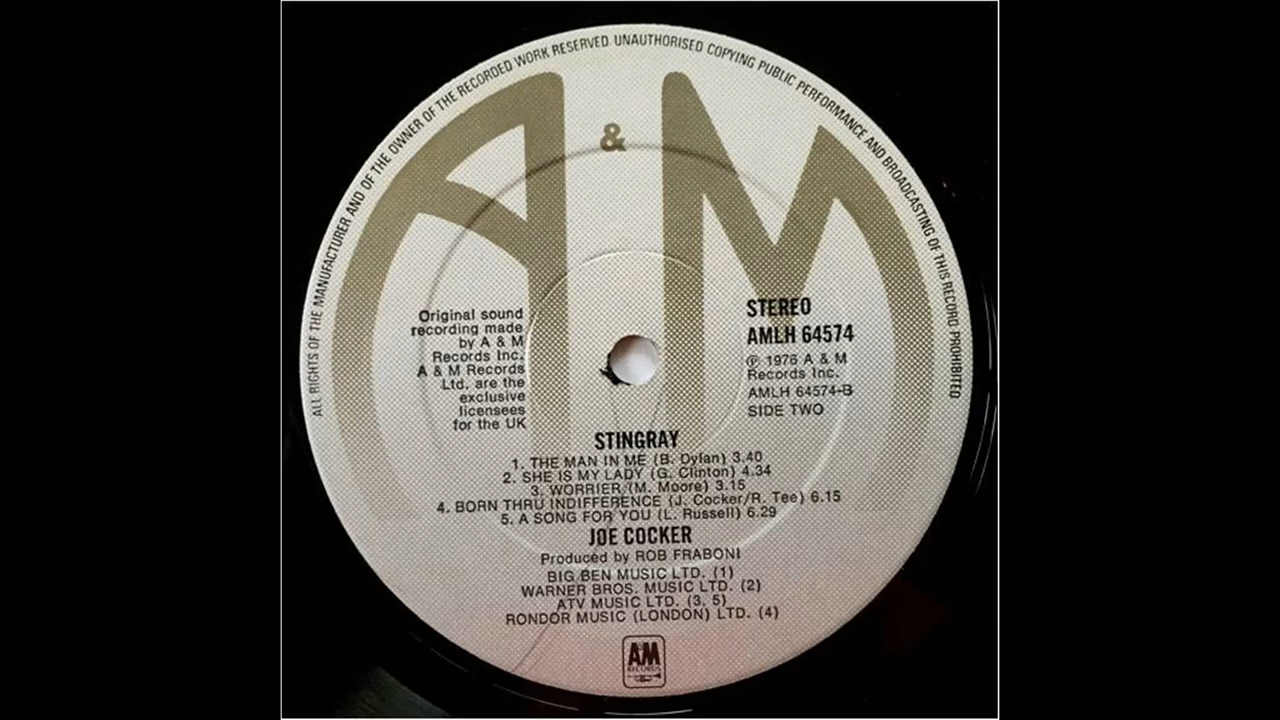 ALL RIGHTS OF THE MANUFACTURER AND OF THE OWNER OF THE RECORDED WORK RESERVED. UNAUTHORISED COPYING PUBLIC PERFORMANCE AND BROADCASTING OF THIS RECORD PROHIBITED
A & M
Original sound
recording made
by A & M
Records Inc.
A & M Records
Ltd. are the
exclusive
licensees
for the UK
STEREO
AMLH 64574
℗ 1976 A & M
Records Inc.
AMLH 64574-B
SIDE TWO
STINGRAY
1. THE MAN IN ME (B. Dylan) 3.40
2. SHE IS MY LADY (G. Clinton) 4.34
3. WORRIER (M. Moore) 3.15
4. BORN THRU INDIFFERENCE (J. Cocker/R. Tee) 6.15
5. A SONG FOR YOU (L. Russell) 6.29
JOE COCKER
Produced by ROB FRABONI
BIG BEN MUSIC LTD. (1)
WARNER BROS. MUSIC LTD. (2)
ATV MUSIC LTD. (3, 5)
RONDOR MUSIC (LONDON) LTD. (4)
A&M
RECORDS